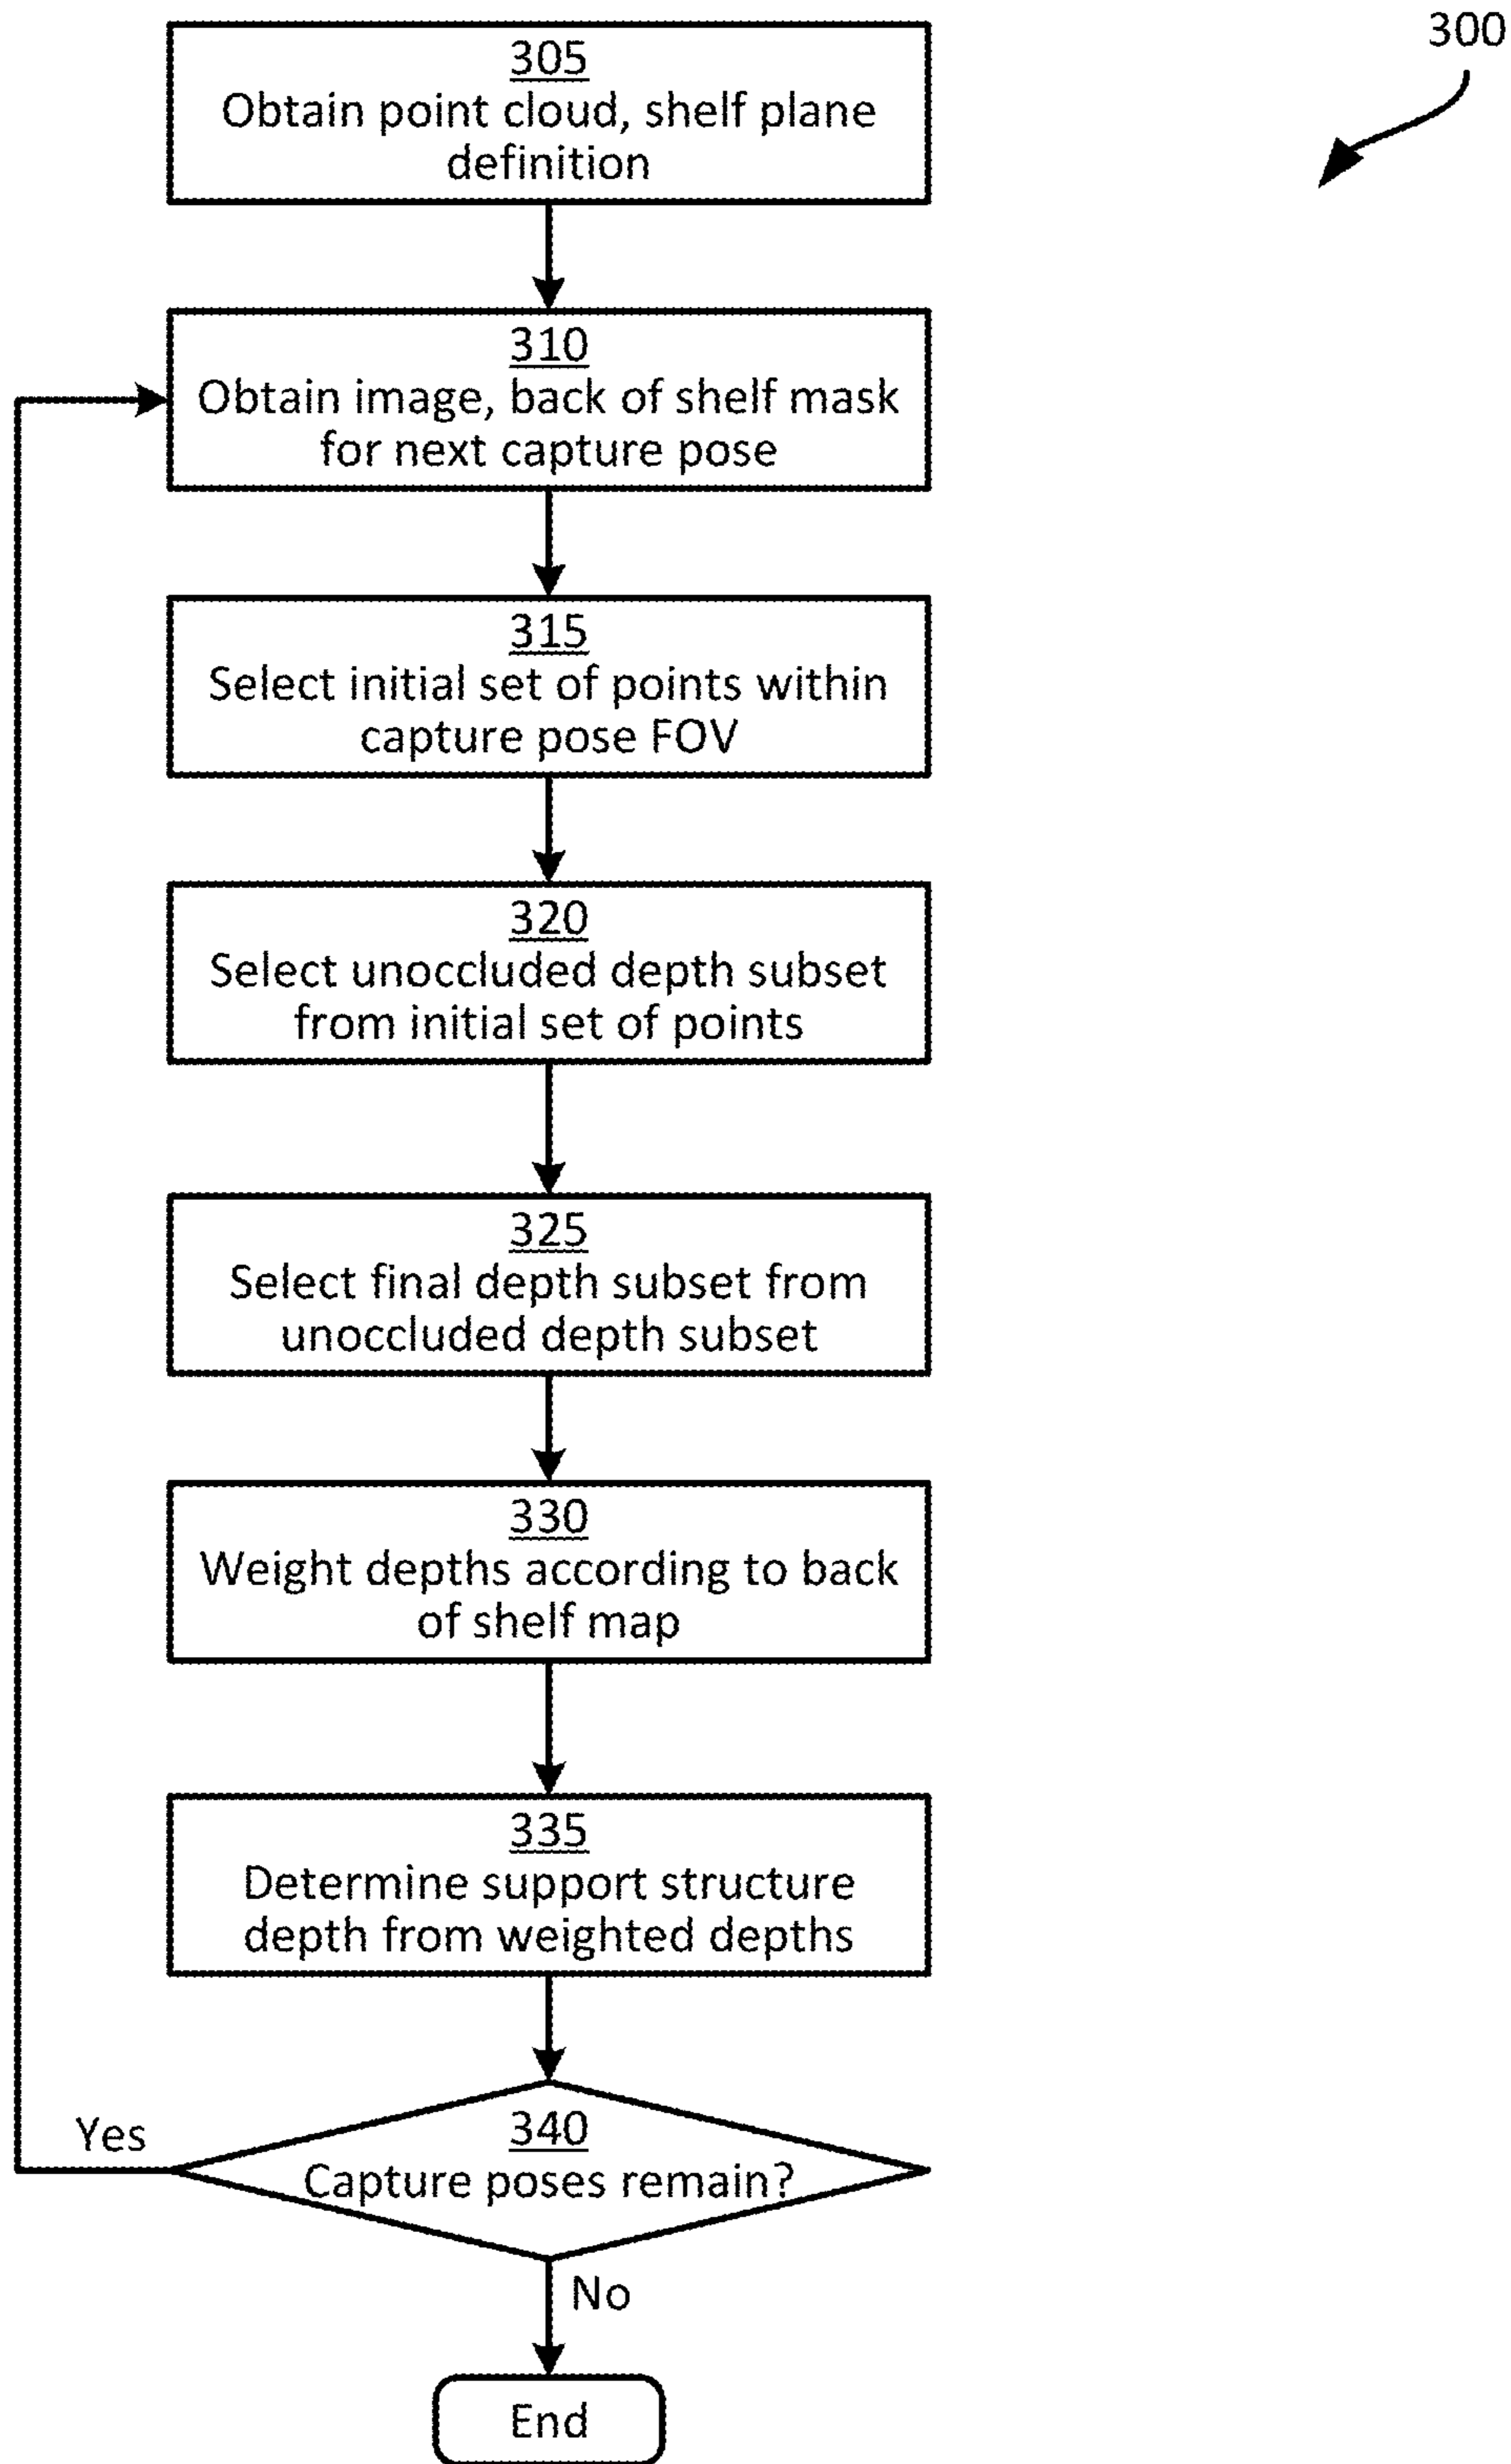 300
305
Obtain point cloud, shelf plane
definition
310
Obtain image, back of shelf mask
for next capture pose
315
Select initial set of points within
capture pose FOV
320
Select unoccluded depth subset
from initial set of points
325
Select final depth subset from
unoccluded depth subset
330
Weight depths according to back
of shelf map
335
Determine support structure
depth from weighted depths
340
Capture poses remain?
Yes
No
End